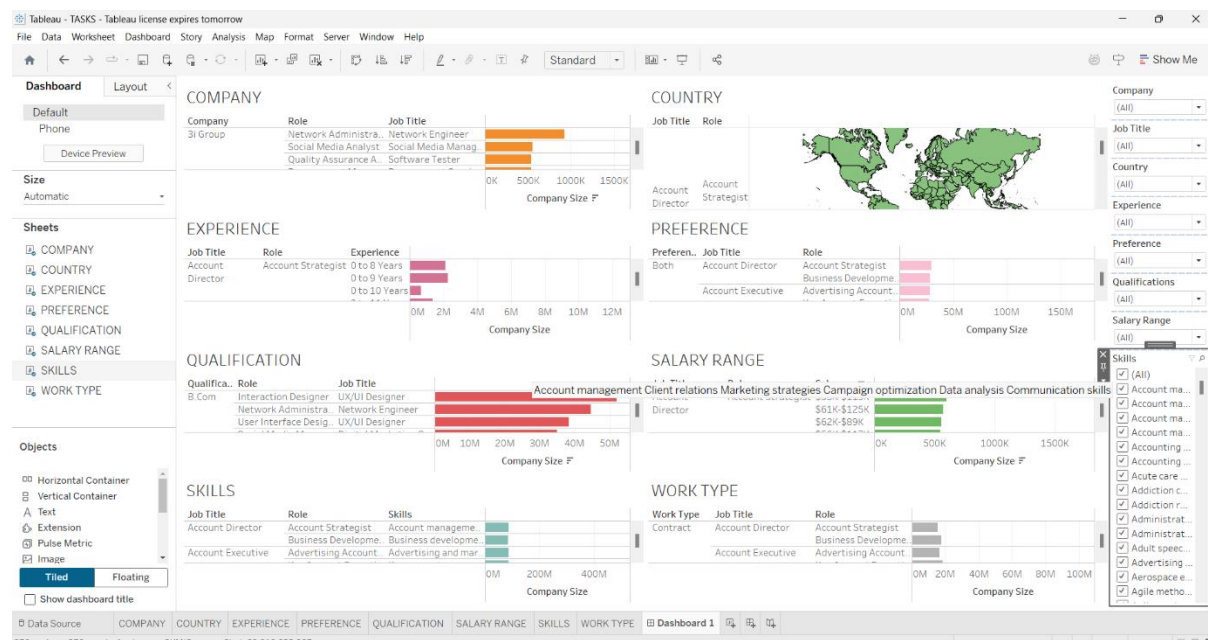 Tableau - TASKS - Tableau license expires tomorrow
File Data Worksheet Dashboard Story Analysis Map Format Server Window Help
Standard
Show Me
Dashboard Layout
Default
Phone
Device Preview
Size
Automatic
Sheets
COMPANY
COUNTRY
EXPERIENCE
PREFERENCE
QUALIFICATION
SALARY RANGE
SKILLS
WORK TYPE
Objects
Horizontal Container
Vertical Container
Text
Extension
Pulse Metric
Image
Tiled Floating
Show dashboard title
COMPANY
Company Role Job Title
3i Group Network Administra.. Network Engineer
Social Media Analyst Social Media Manag..
Quality Assurance A.. Software Tester
0K 500K 1000K 1500K
Company Size
COUNTRY
Job Title Role
Account Director Account Strategist
EXPERIENCE
Job Title Role Experience
Account Director Account Strategist 0 to 8 Years
0 to 9 Years
0 to 10 Years
0M 2M 4M 6M 8M 10M 12M
Company Size
PREFERENCE
Preferen.. Job Title Role
Both Account Director Account Strategist
Business Developme..
Account Executive Advertising Account..
0M 50M 100M 150M
Company Size
QUALIFICATION
Qualifica.. Role Job Title
B.Com Interaction Designer UX/UI Designer
Network Administra.. Network Engineer
User Interface Desig.. UX/UI Designer
0M 10M 20M 30M 40M 50M
Company Size
SALARY RANGE
Account management Client relations Marketing strategies Campaign optimization Data analysis Communication skills
Director
$61K-$125K
$62K-$89K
0K 500K 1000K 1500K
Company Size
SKILLS
Job Title Role Skills
Account Director Account Strategist Account manageme..
Business Developme.. Business developme..
Account Executive Advertising Account.. Advertising and mar..
0M 200M 400M
Company Size
WORK TYPE
Work Type Job Title Role
Contract Account Director Account Strategist
Business Developme..
Account Executive Advertising Account..
0M 20M 40M 60M 80M 100M
Company Size
Company
(All)
Job Title
(All)
Country
(All)
Experience
(All)
Preference
(All)
Qualifications
(All)
Salary Range
(All)
Skills
(All)
Account ma...
Account ma...
Account ma...
Account ma...
Accounting ...
Accounting ...
Acute care ...
Addiction c...
Addiction r...
Administrat...
Administrat...
Adult speec...
Advertising ...
Aerospace e...
Agile metho...
Data Source COMPANY COUNTRY EXPERIENCE PREFERENCE QUALIFICATION SALARY RANGE SKILLS WORK TYPE Dashboard 1